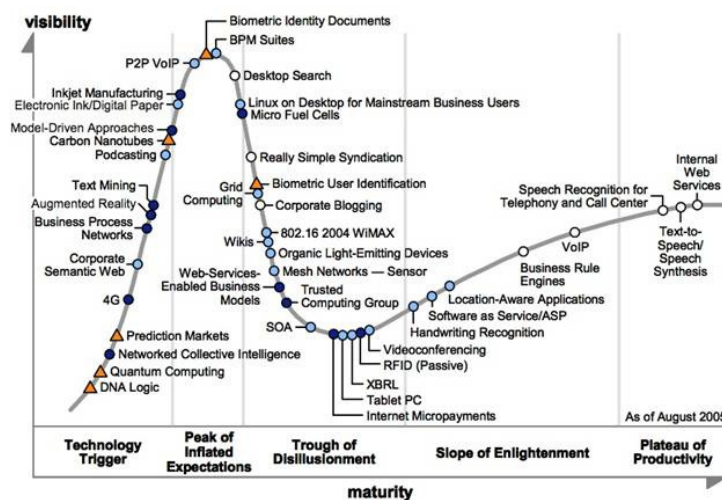 visibility
Biometric Identity Documents
BPM Suites
P2P VoIP
Desktop Search
Inkjet Manufacturing
Electronic Ink/Digital Paper
Linux on Desktop for Mainstream Business Users
Micro Fuel Cells
Model-Driven Approaches
Carbon Nanotubes
Podcasting
Really Simple Syndication
Text Mining
Augmented Reality
Business Process
Networks
Grid
Computing
Biometric User Identification
Corporate Blogging
Wikis
802.16 2004 WiMAX
Organic Light-Emitting Devices
Mesh Networks — Sensor
Corporate
Semantic Web
Web-Services-
Enabled Business
Models
Trusted
Computing Group
4G
SOA
Prediction Markets
Networked Collective Intelligence
Quantum Computing
DNA Logic
Internal
Web
Services
Speech Recognition for
Telephony and Call Center
Text-to-
Speech/
Speech
Synthesis
VoIP
Business Rule
Engines
Location-Aware Applications
Software as Service/ASP
Handwriting Recognition
Videoconferencing
RFID (Passive)
XBRL
Tablet PC
Internet Micropayments
As of August 2005
Technology
Trigger
Peak of
Inflated
Expectations
Trough of
Disillusionment
Slope of Enlightenment
Plateau of
Productivity
maturity